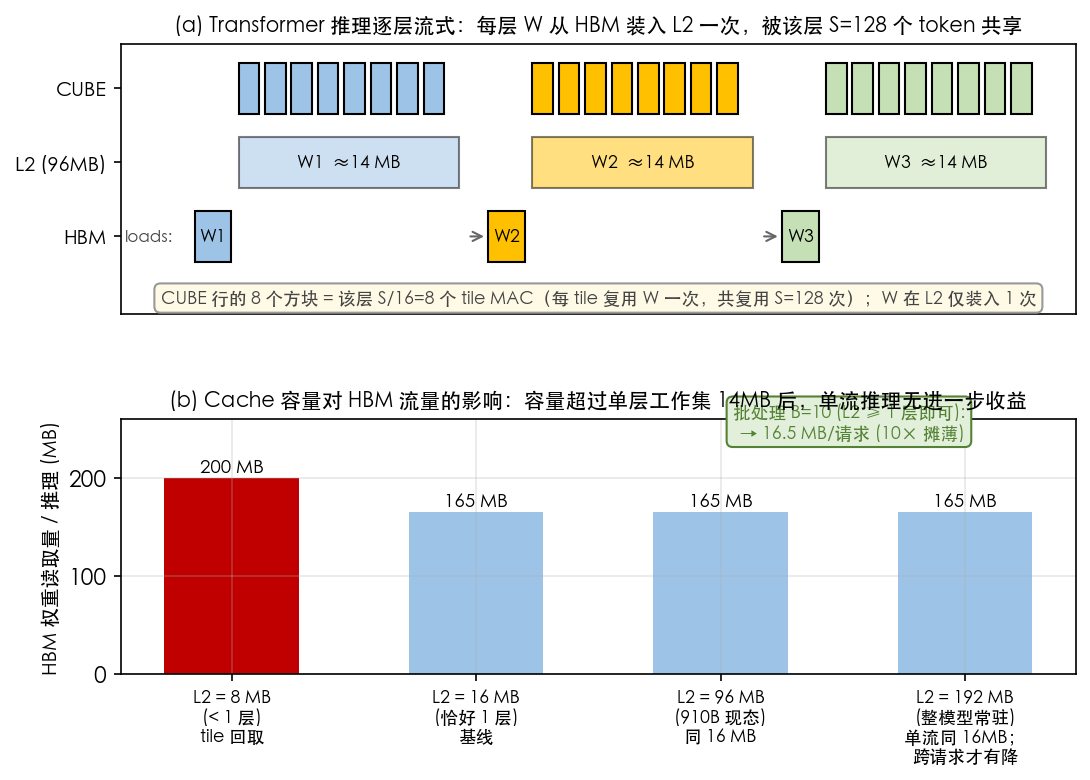 (a) Transformer 推理逐层流式：每层 W 从 HBM 装入 L2 一次，被该层 S=128 个 token 共享
CUBE
L2 (96MB)
W1 ≈14 MB
W2 ≈14 MB
W3 ≈14 MB
HBM
loads:
W1
W2
W3
CUBE 行的 8 个方块 = 该层 S/16=8 个 tile MAC（每 tile 复用 W 一次，共复用 S=128 次）；W 在 L2 仅装入 1 次
(b) Cache 容量对 HBM 流量的影响：容量超过单层工作集 14MB 后，单流推理无进一步收益
批处理 B=10 (L2 ≥ 1 层即可):
→ 16.5 MB/请求 (10× 摊薄)
HBM 权重读取量 / 推理 (MB)
200
100
0
200 MB
165 MB
165 MB
165 MB
L2 = 8 MB
(< 1 层)
tile 回取
L2 = 16 MB
(恰好 1 层)
基线
L2 = 96 MB
(910B 现态)
同 16 MB
L2 = 192 MB
(整模型常驻)
单流同 16MB；
跨请求才有降